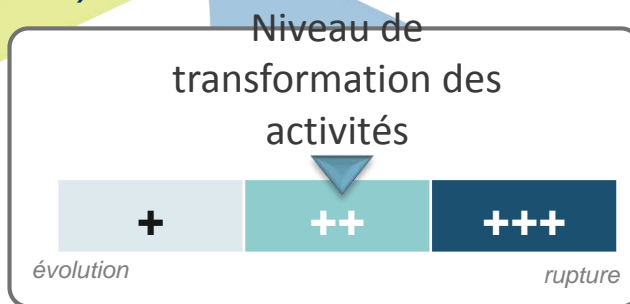 Niveau de
transformation des
activités
+ ++ +++
évolution rupture